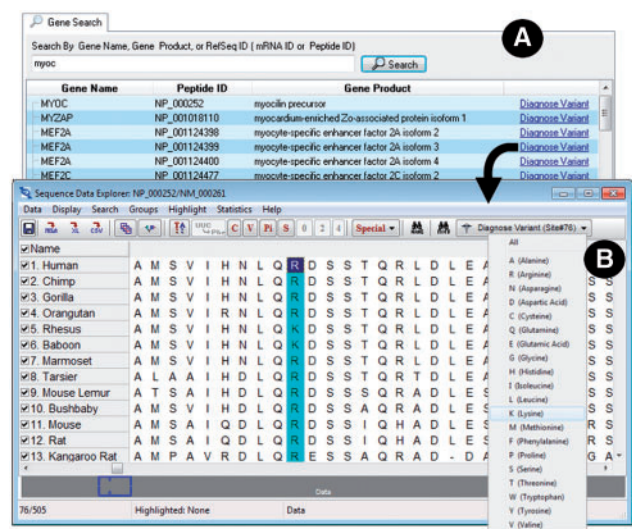 Gene Search
A
Search By Gene Name, Gene Product, or RefSeq ID ( mRNA ID or Peptide ID)
myoc Search
Gene Name Peptide ID Gene Product
MYOC NP_000252 myocilin precursor Diagnose Variant
MYZAP NP_001018110 myocardium-enriched Zo-associated protein isoform 1 Diagnose Variant
MEF2A NP_001124398 myocyte-specific enhancer factor 2A isoform 2 Diagnose Variant
MEF2A NP_001124399 myocyte-specific enhancer factor 2A isoform 3 Diagnose Variant
MEF2A NP_001124400 myocyte-specific enhancer factor 2A isoform 4 Diagnose Variant
MEF2C NP_001124477 myocyte-specific enhancer factor 2C isoform 2 Diagnose Variant
Sequence Data Explorer: NP_000252/NM_000261
Data Display Search Groups Highlight Statistics Help
XL CSV UUC C V Pi S 0 2 4 Special Diagnose Variant (Site#76)
B
Name
1. Human A M S V I H N L Q R D S S T Q R L D L E A
2. Chimp A M S V I H N L Q R D S S T Q R L D L E A S S
3. Gorilla A M S V I H N L Q R D S S T Q R L D L E A S S
4. Orangutan A M S V I R N L Q R D S S T Q R L D L E A S S
5. Rhesus A M S V I H N L Q K D S S T Q R L D L E A S S
6. Baboon A M S V I H N L Q K D S S T Q R L D L E A S S
7. Marmoset A M S V I H N L Q R D S S T Q R L D L E A S S
8. Tarsier A L A A I H D L Q R D S S T Q R T D L E A S S
9. Mouse Lemur A T S A I H D L Q R D S S S Q R A D L E S S S
10. Bushbaby A M S V I H D L Q R D S S A Q R A D L E S S S
11. Mouse A M S A I Q D L Q R D S S I Q H A D L E S R S
12. Rat A M S A I Q D L Q R D S S I Q H A D L E S R S
13. Kangaroo Rat A M P A V R D L Q R E S S A Q R A D - D A G A
All
A (Alanine)
R (Arginine)
N (Asparagine)
D (Aspartic Acid)
C (Cysteine)
Q (Glutamine)
E (Glutamic Acid)
G (Glycine)
H (Histidine)
I (Isoleucine)
L (Leucine)
K (Lysine)
M (Methionine)
F (Phenylalanine)
P (Proline)
S (Serine)
T (Threonine)
W (Tryptophan)
Y (Tyrosine)
V (Valine)
Data
76/505 Highlighted: None Data